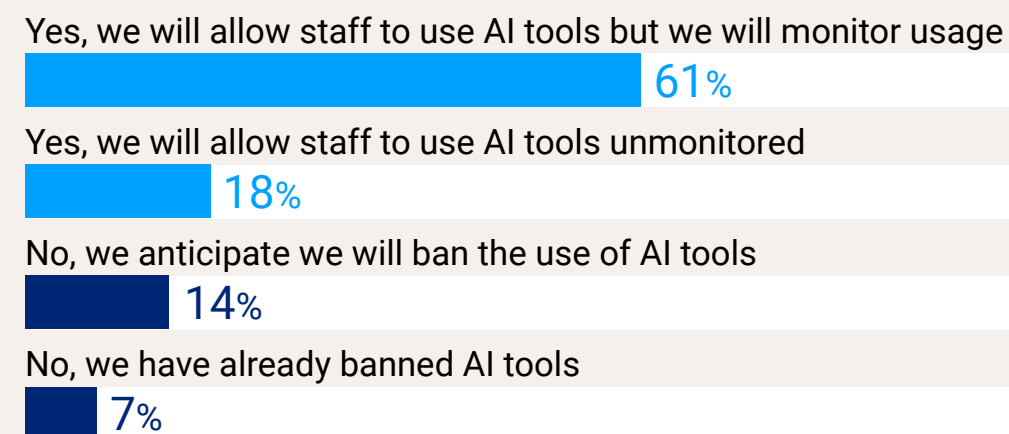 Yes, we will allow staff to use AI tools but we will monitor usage
61%
Yes, we will allow staff to use AI tools unmonitored
18%
No, we anticipate we will ban the use of AI tools
14%
No, we have already banned AI tools
7%